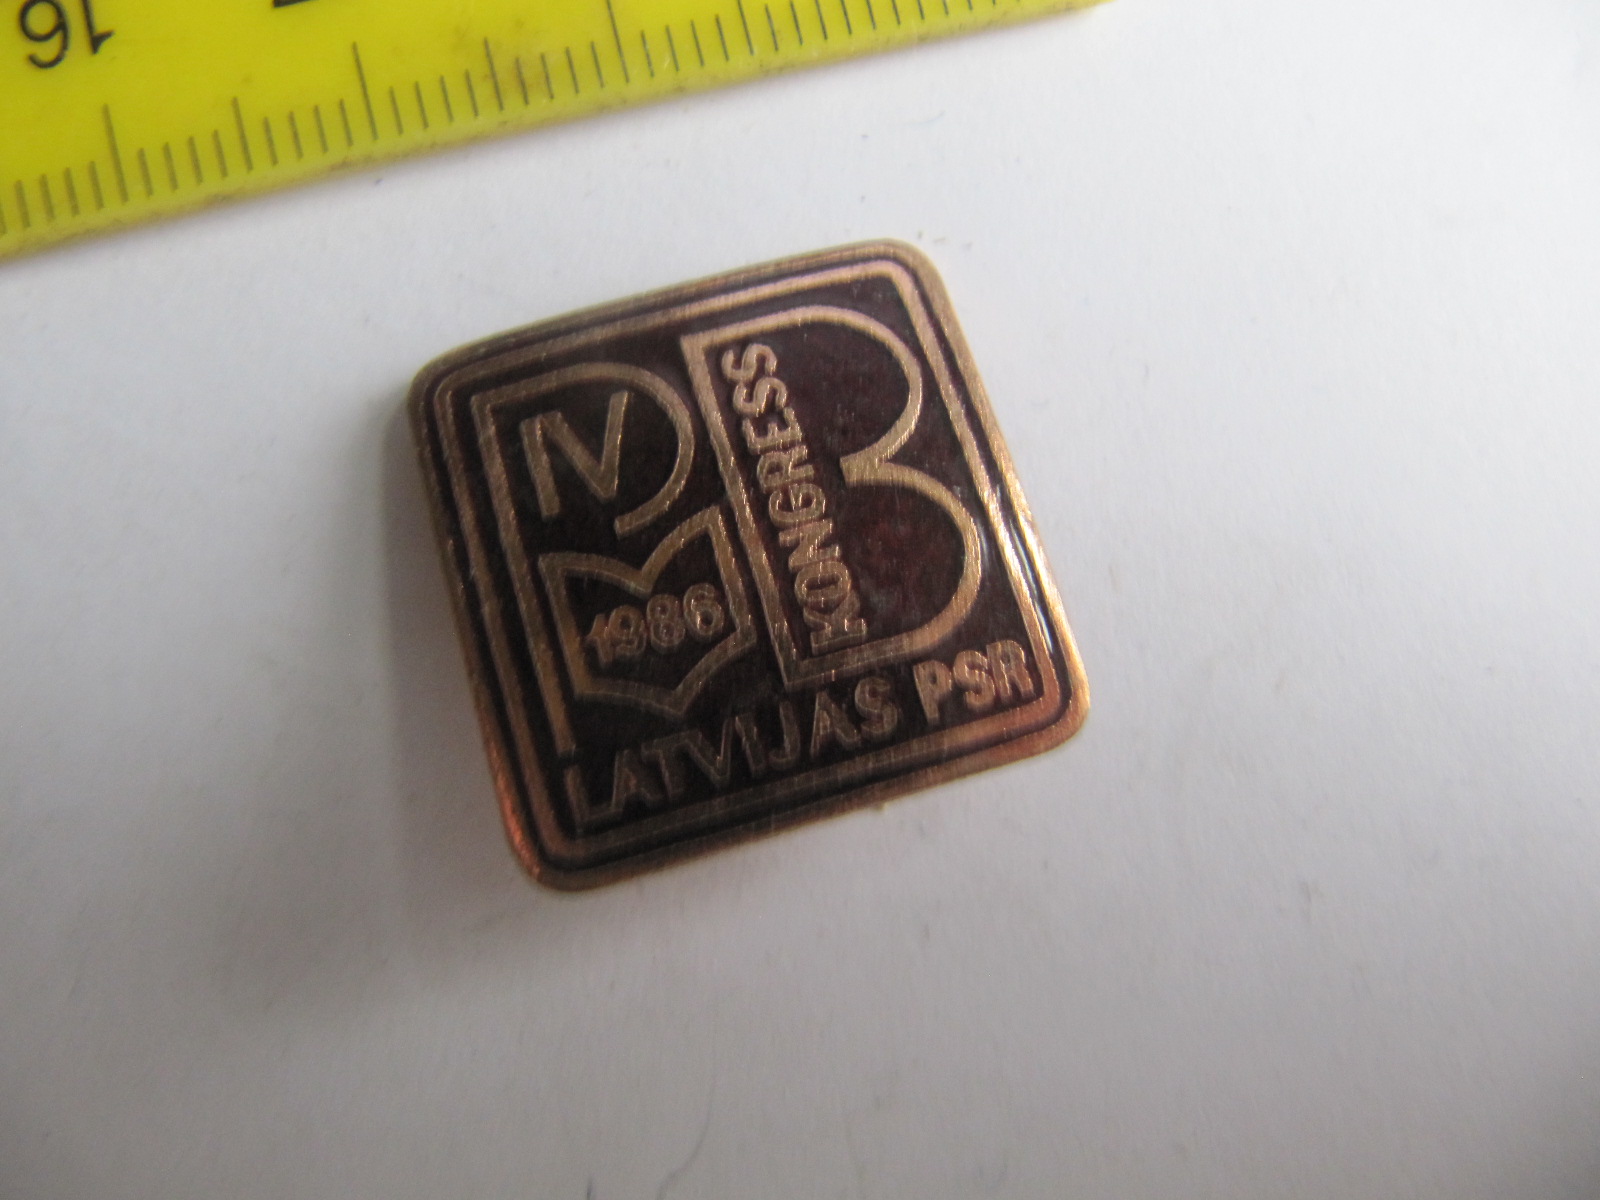 16
IV
1986
KONGRESS
B
LATVIJAS PSR